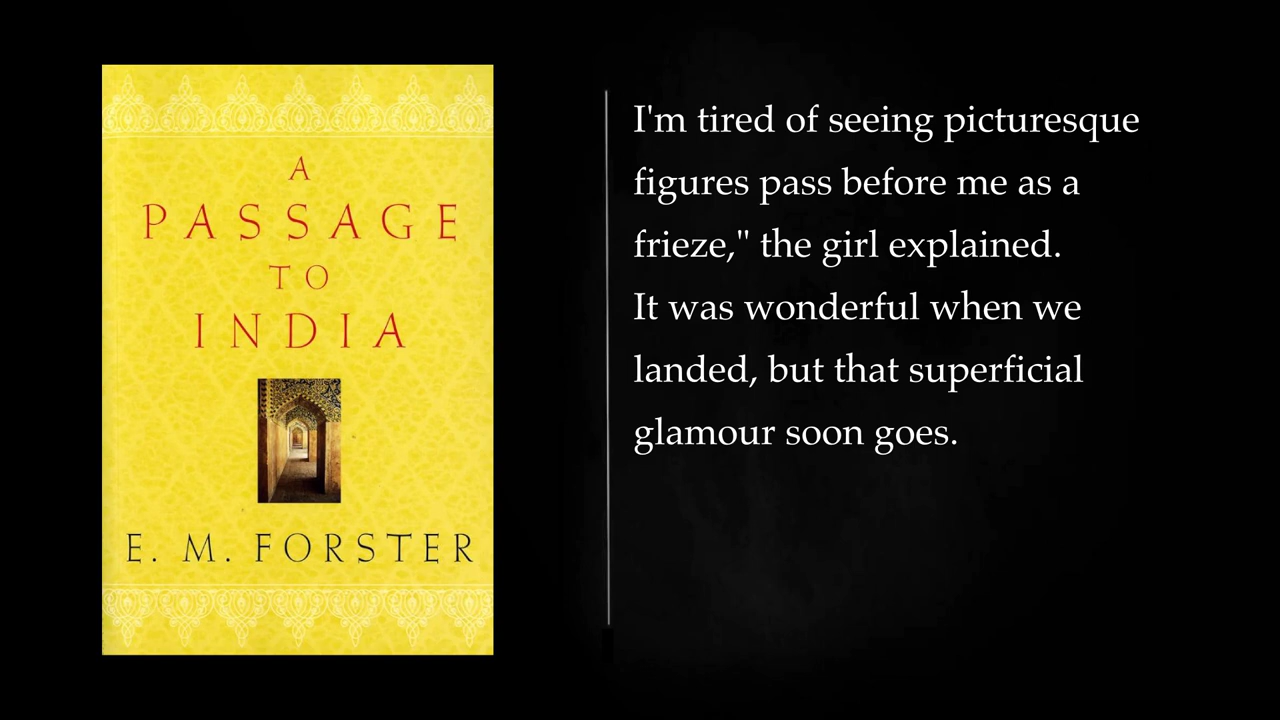 A
PASSAGE
TO
INDIA
E. M. FORSTER
I'm tired of seeing picturesque
figures pass before me as a
frieze," the girl explained.
It was wonderful when we
landed, but that superficial
glamour soon goes.